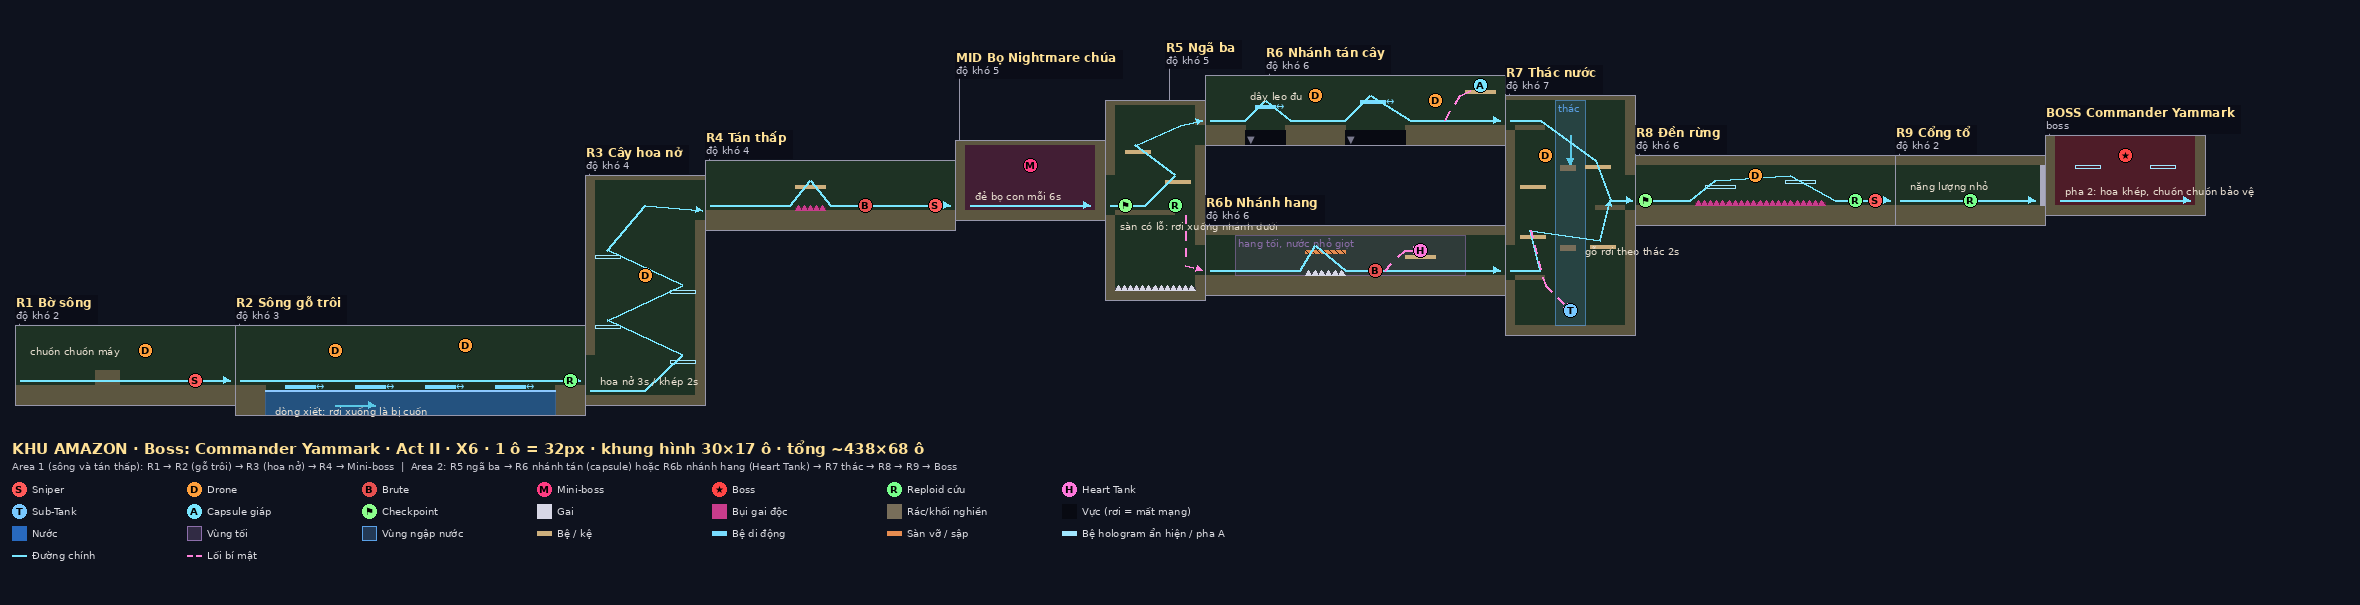 MID Bọ Nightmare chúa
độ khó 5
R5 Ngã ba
độ khó 5
R6 Nhánh tán cây
độ khó 6
R7 Thác nước
độ khó 7
R3 Cây hoa nở
độ khó 4
R4 Tán thấp
độ khó 4
R8 Đền rừng
độ khó 6
R9 Cổng tổ
độ khó 2
BOSS Commander Yammark
boss
dây leo đu
D
D
A
thác
D
M
đẻ bọ con mỗi 6s
B
S
R
R6b Nhánh hang
độ khó 6
sàn có lỗ: rơi xuống nhánh dưới
hang tối, nước nhỏ giọt
H
B
T
gỗ rơi theo thác 2s
D
R
S
năng lượng nhỏ
R
★
pha 2: hoa khép, chuồn chuồn bảo vệ
D
hoa nở 3s / khép 2s
R1 Bờ sông
độ khó 2
R2 Sông gỗ trôi
độ khó 3
chuồn chuồn máy
D
S
D
D
R
dòng xiết: rơi xuống là bị cuốn
KHU AMAZON · Boss: Commander Yammark · Act II · X6 · 1 ô = 32px · khung hình 30×17 ô · tổng ~438×68 ô
Area 1 (sông và tán thấp): R1 → R2 (gỗ trôi) → R3 (hoa nở) → R4 → Mini-boss | Area 2: R5 ngã ba → R6 nhánh tán (capsule) hoặc R6b nhánh hang (Heart Tank) → R7 thác → R8 → R9 → Boss
S Sniper
D Drone
B Brute
M Mini-boss
★ Boss
R Reploid cứu
H Heart Tank
T Sub-Tank
A Capsule giáp
⚑ Checkpoint
Gai
Bụi gai độc
Rác/khối nghiền
Vực (rơi = mất mạng)
Nước
Vùng tối
Vùng ngập nước
Bệ / kệ
Bệ di động
Sàn vỡ / sập
Bệ hologram ẩn hiện / pha A
Đường chính
Lối bí mật